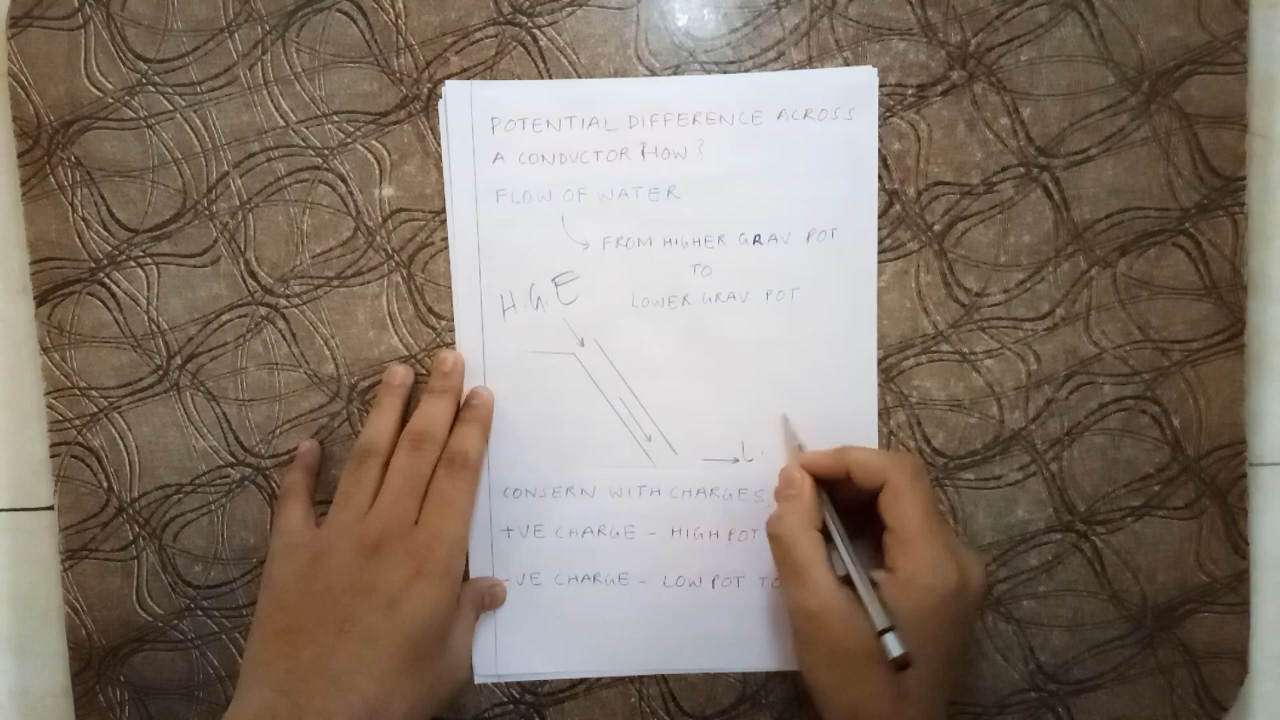 POTENTIAL DIFFERENCE ACROSS
A CONDUCTOR HOW?
FLOW OF WATER
FROM HIGHER GRAV POT
TO
LOWER GRAV POT
H.G.E
L.
CONSERN WITH CHARGES
+VE CHARGE - HIGH POT
-VE CHARGE - LOW POT TO